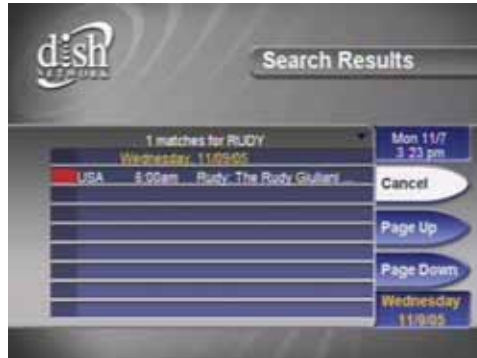 dish
NETWORK
Search Results
1 matches for RUDY
Wednesday, 11/09/05
Mon 11/7
3:23 pm
USA 6:00am Rudy: The Rudy Giuliani ...
Cancel
Page Up
Page Down
Wednesday
11/9/05